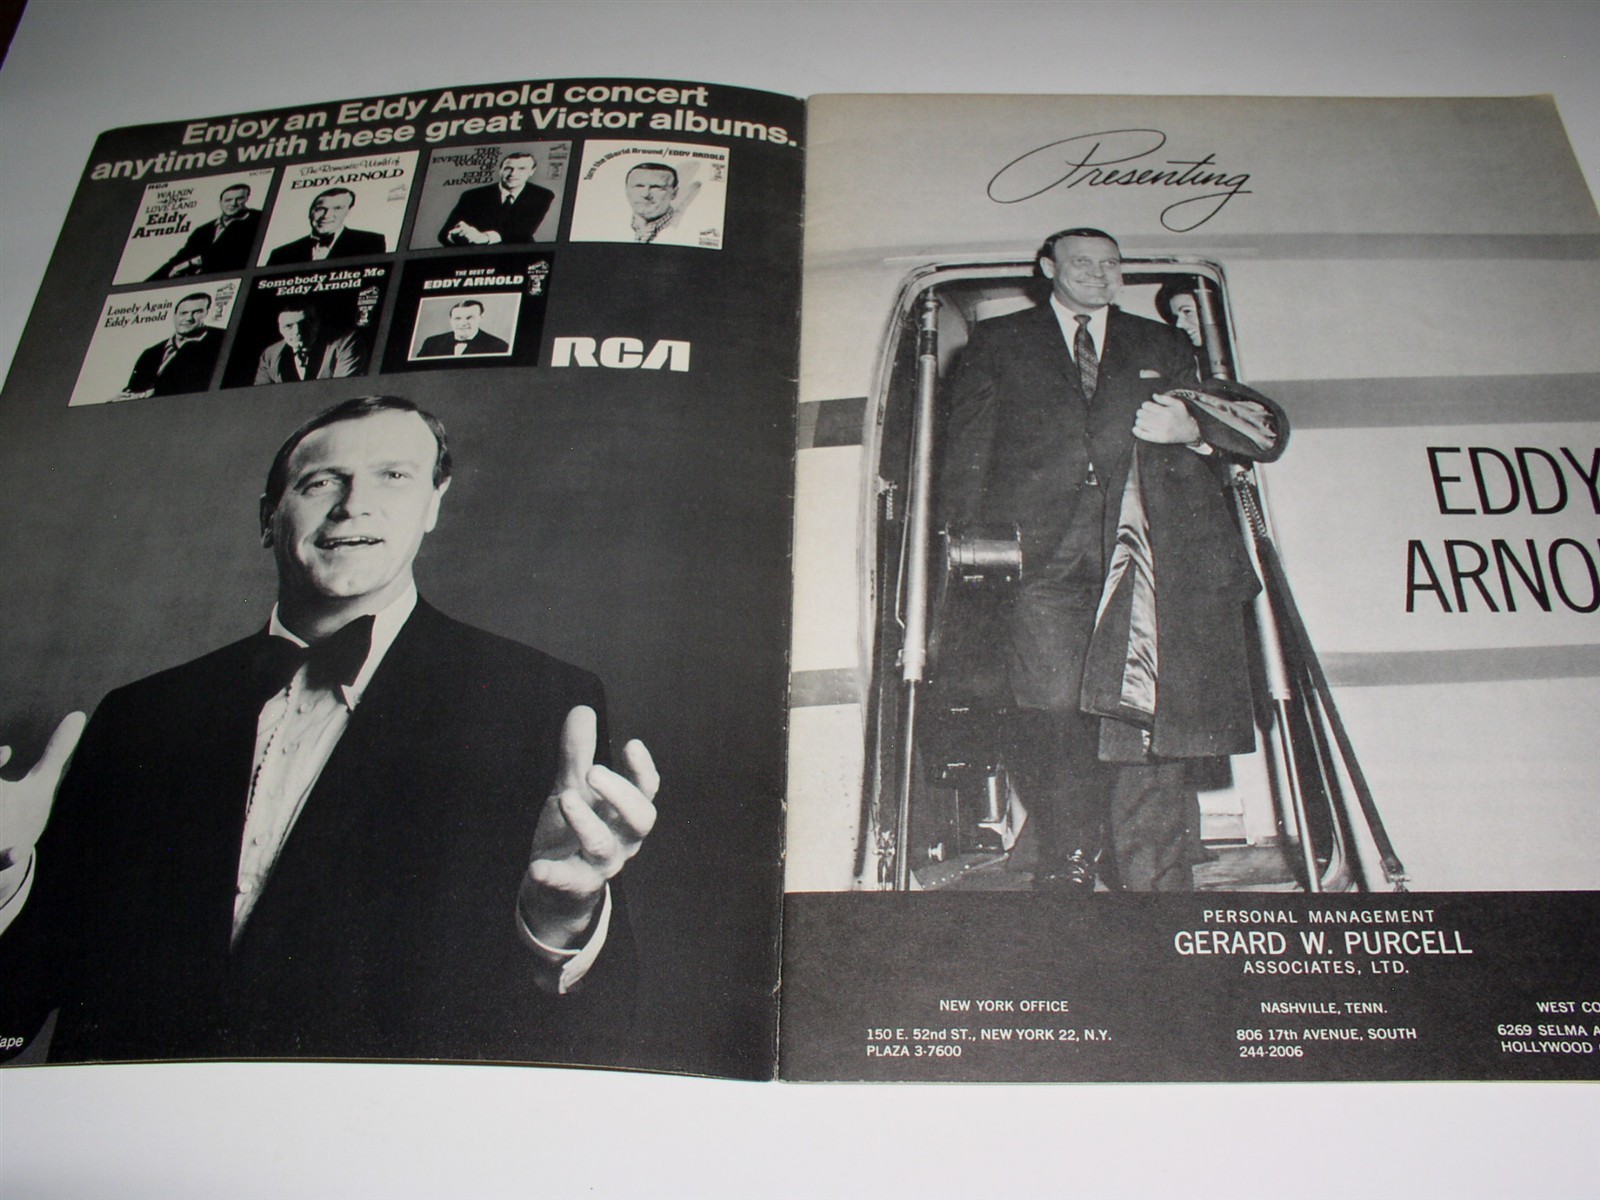 Enjoy an Eddy Arnold concert
anytime with these great Victor albums.
RCA
VICTOR
WALKIN'
IN
LOVE LAND
Eddy
Arnold
The Romantic World of
EDDY ARNOLD
THE
EVERLOVIN'
WORLD OF
EDDY
ARNOLD
Turn the World Around/EDDY ARNOLD
Lonely Again
Eddy Arnold
Somebody Like Me
Eddy Arnold
THE BEST OF
EDDY ARNOLD
RCA
ape
Presenting
EDDY
ARNO
PERSONAL MANAGEMENT
GERARD W. PURCELL
ASSOCIATES, LTD.
NEW YORK OFFICE
150 E. 52nd ST., NEW YORK 22, N.Y.
PLAZA 3-7600
NASHVILLE, TENN.
806 17th AVENUE, SOUTH
244-2006
WEST CO
6269 SELMA A
HOLLYWOOD